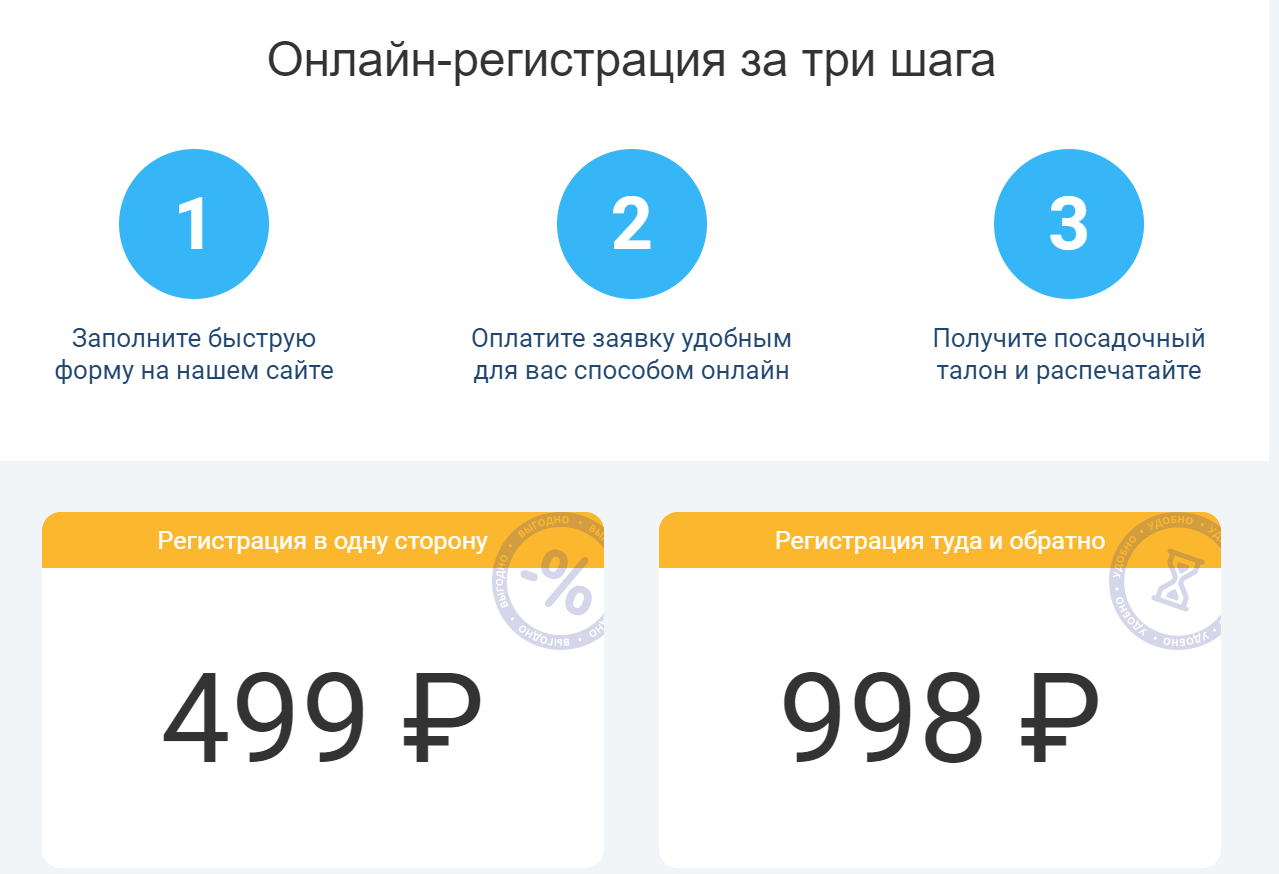 Онлайн-регистрация за три шага
1
2
3
Заполните быструю
форму на нашем сайте
Оплатите заявку удобным
для вас способом онлайн
Получите посадочный
талон и распечатайте
Регистрация в одну сторону
ВЫГОДНО • ВЫГОДНО • ВЫГОДНО •
-%
499 ₽
Регистрация туда и обратно
УДОБНО • УДОБНО • УДОБНО • УДОБНО •
998 ₽